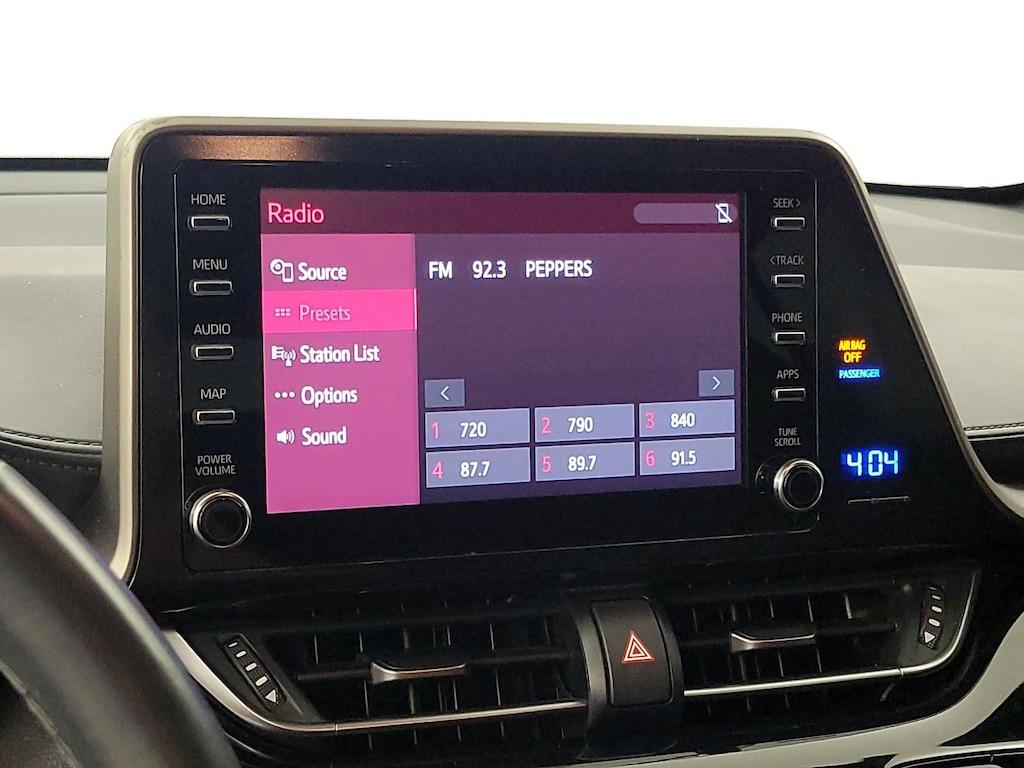 HOME
MENU
AUDIO
MAP
POWER
VOLUME
Radio
Source
Presets
Station List
Options
Sound
FM 92.3 PEPPERS
< >
1 720
2 790
3 840
4 87.7
5 89.7
6 91.5
SEEK >
< TRACK
PHONE
APPS
TUNE
SCROLL
AIR BAG
OFF
PASSENGER
4:04